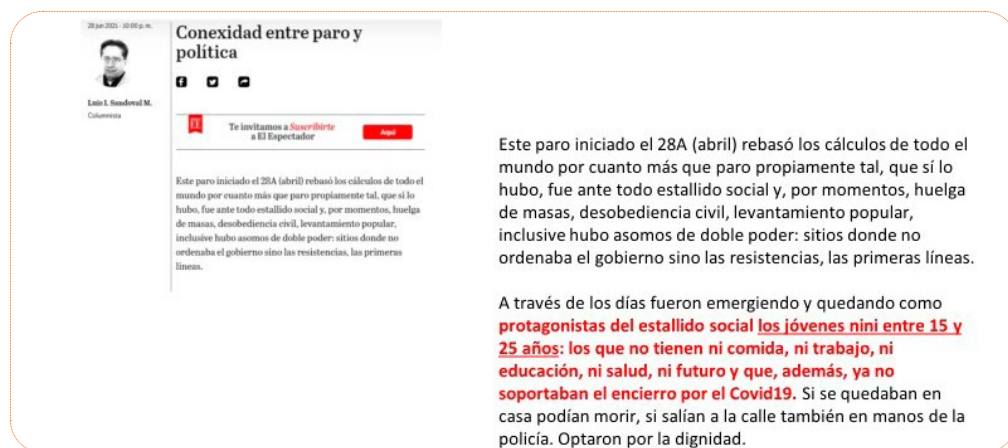 28 jun 2021 - 10:00 p. m.
Luis I. Sandoval M.
Columnista
Conexidad entre paro y
política
EE
Te invitamos a Suscribirte
a El Espectador
Aquí
Este paro iniciado el 28A (abril) rebasó los cálculos de todo el
mundo por cuanto más que paro propiamente tal, que sí lo
hubo, fue ante todo estallido social y, por momentos, huelga
de masas, desobediencia civil, levantamiento popular,
inclusive hubo asomos de doble poder: sitios donde no
ordenaba el gobierno sino las resistencias, las primeras
líneas.
Este paro iniciado el 28A (abril) rebasó los cálculos de todo el
mundo por cuanto más que paro propiamente tal, que sí lo
hubo, fue ante todo estallido social y, por momentos, huelga
de masas, desobediencia civil, levantamiento popular,
inclusive hubo asomos de doble poder: sitios donde no
ordenaba el gobierno sino las resistencias, las primeras líneas.
A través de los días fueron emergiendo y quedando como
protagonistas del estallido social los jóvenes nini entre 15 y
25 años: los que no tienen ni comida, ni trabajo, ni
educación, ni salud, ni futuro y que, además, ya no
soportaban el encierro por el Covid19. Si se quedaban en
casa podían morir, si salían a la calle también en manos de la
policía. Optaron por la dignidad.